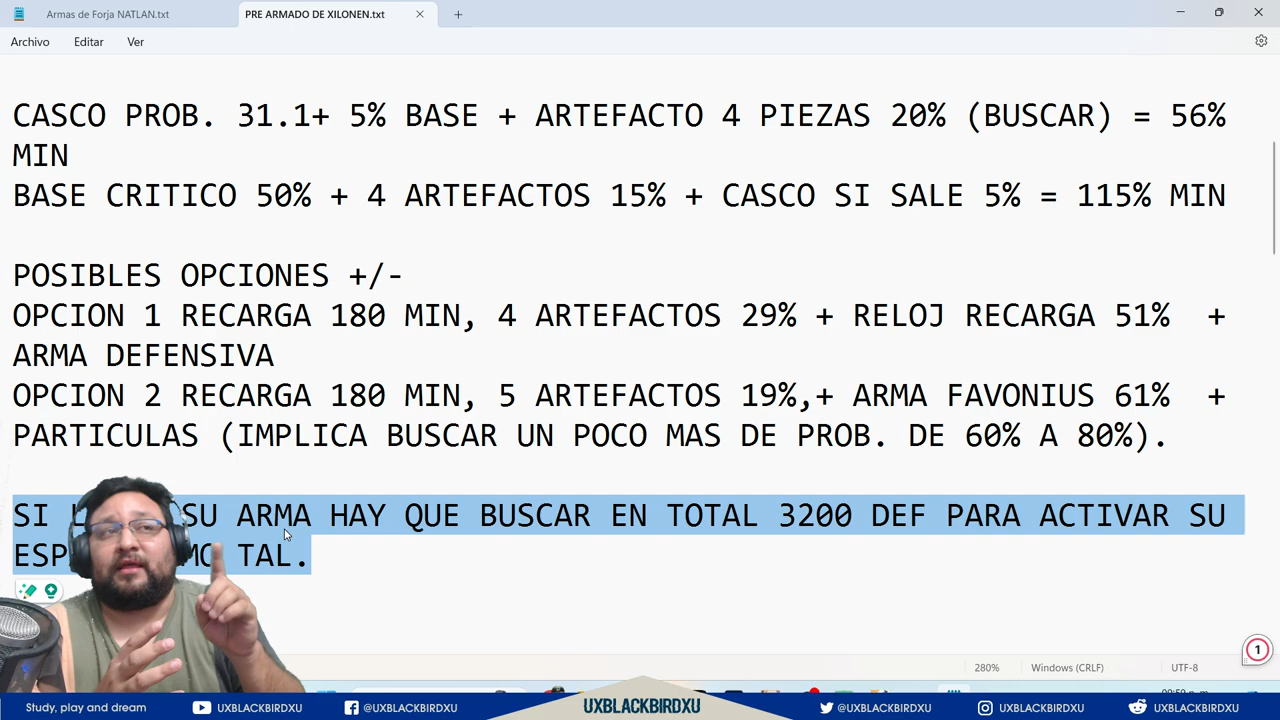 Armas de Forja NATLAN.txt
PRE ARMADO DE XILONEN.txt
Archivo Editar Ver
CASCO PROB. 31.1+ 5% BASE + ARTEFACTO 4 PIEZAS 20% (BUSCAR) = 56%
MIN
BASE CRITICO 50% + 4 ARTEFACTOS 15% + CASCO SI SALE 5% = 115% MIN
POSIBLES OPCIONES +/-
OPCION 1 RECARGA 180 MIN, 4 ARTEFACTOS 29% + RELOJ RECARGA 51% +
ARMA DEFENSIVA
OPCION 2 RECARGA 180 MIN, 5 ARTEFACTOS 19%,+ ARMA FAVONIUS 61% +
PARTICULAS (IMPLICA BUSCAR UN POCO MAS DE PROB. DE 60% A 80%).
SI SU ARMA HAY QUE BUSCAR EN TOTAL 3200 DEF PARA ACTIVAR SU
TAL.
1
280% Windows (CRLF) UTF-8
Study, play and dream
UXBLACKBIRDXU
@UXBLACKBIRDXU
UXBLACKBIRDXU
@UXBLACKBIRDXU
UXBLACKBIRDXU
UXBLACKBIRDXU